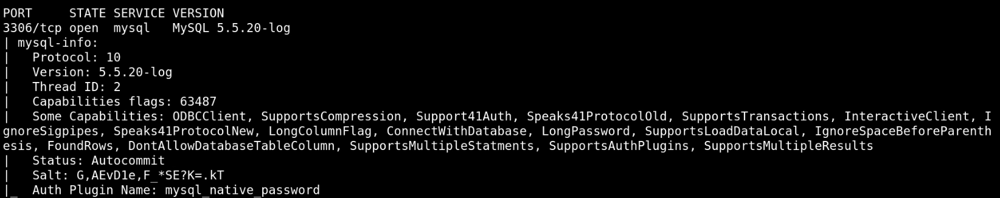 PORT     STATE SERVICE VERSION
3306/tcp open  mysql   MySQL 5.5.20-log
| mysql-info:
|   Protocol: 10
|   Version: 5.5.20-log
|   Thread ID: 2
|   Capabilities flags: 63487
|   Some Capabilities: ODBCClient, SupportsCompression, Support41Auth, Speaks41ProtocolOld, SupportsTransactions, InteractiveClient, I
gnoreSigpipes, Speaks41ProtocolNew, LongColumnFlag, ConnectWithDatabase, LongPassword, SupportsLoadDataLocal, IgnoreSpaceBeforeParenth
esis, FoundRows, DontAllowDatabaseTableColumn, SupportsMultipleStatments, SupportsAuthPlugins, SupportsMultipleResults
|   Status: Autocommit
|   Salt: G,AEvD1e,F_*SE?K=.kT
|_  Auth Plugin Name: mysql_native_password